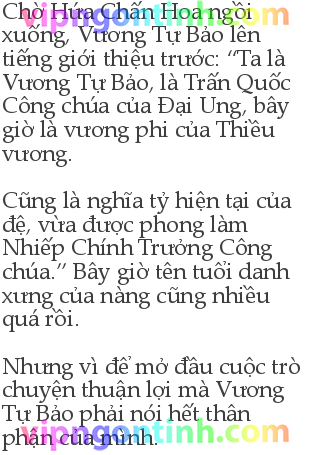 Chờ Hứa Chấn Hoà ngồi
xuống, Vương Tự Bảo lên
tiếng giới thiệu trước: “Ta là
Vương Tự Bảo, là Trấn Quốc
Công chúa của Đại Ung, bây
giờ là vương phi của Thiều
vương.
Cũng là nghĩa tỷ hiện tại của
đệ, vừa được phong làm
Nhiếp Chính Trưởng Công
chúa.” Bây giờ tên tuổi danh
xưng của nàng cũng nhiều
quá rồi.
Nhưng vì để mở đầu cuộc trò
chuyện thuận lợi mà Vương
Tự Bảo phải nói hết thân
phận của mình.
vipngontinh.com
vipngontinh.com